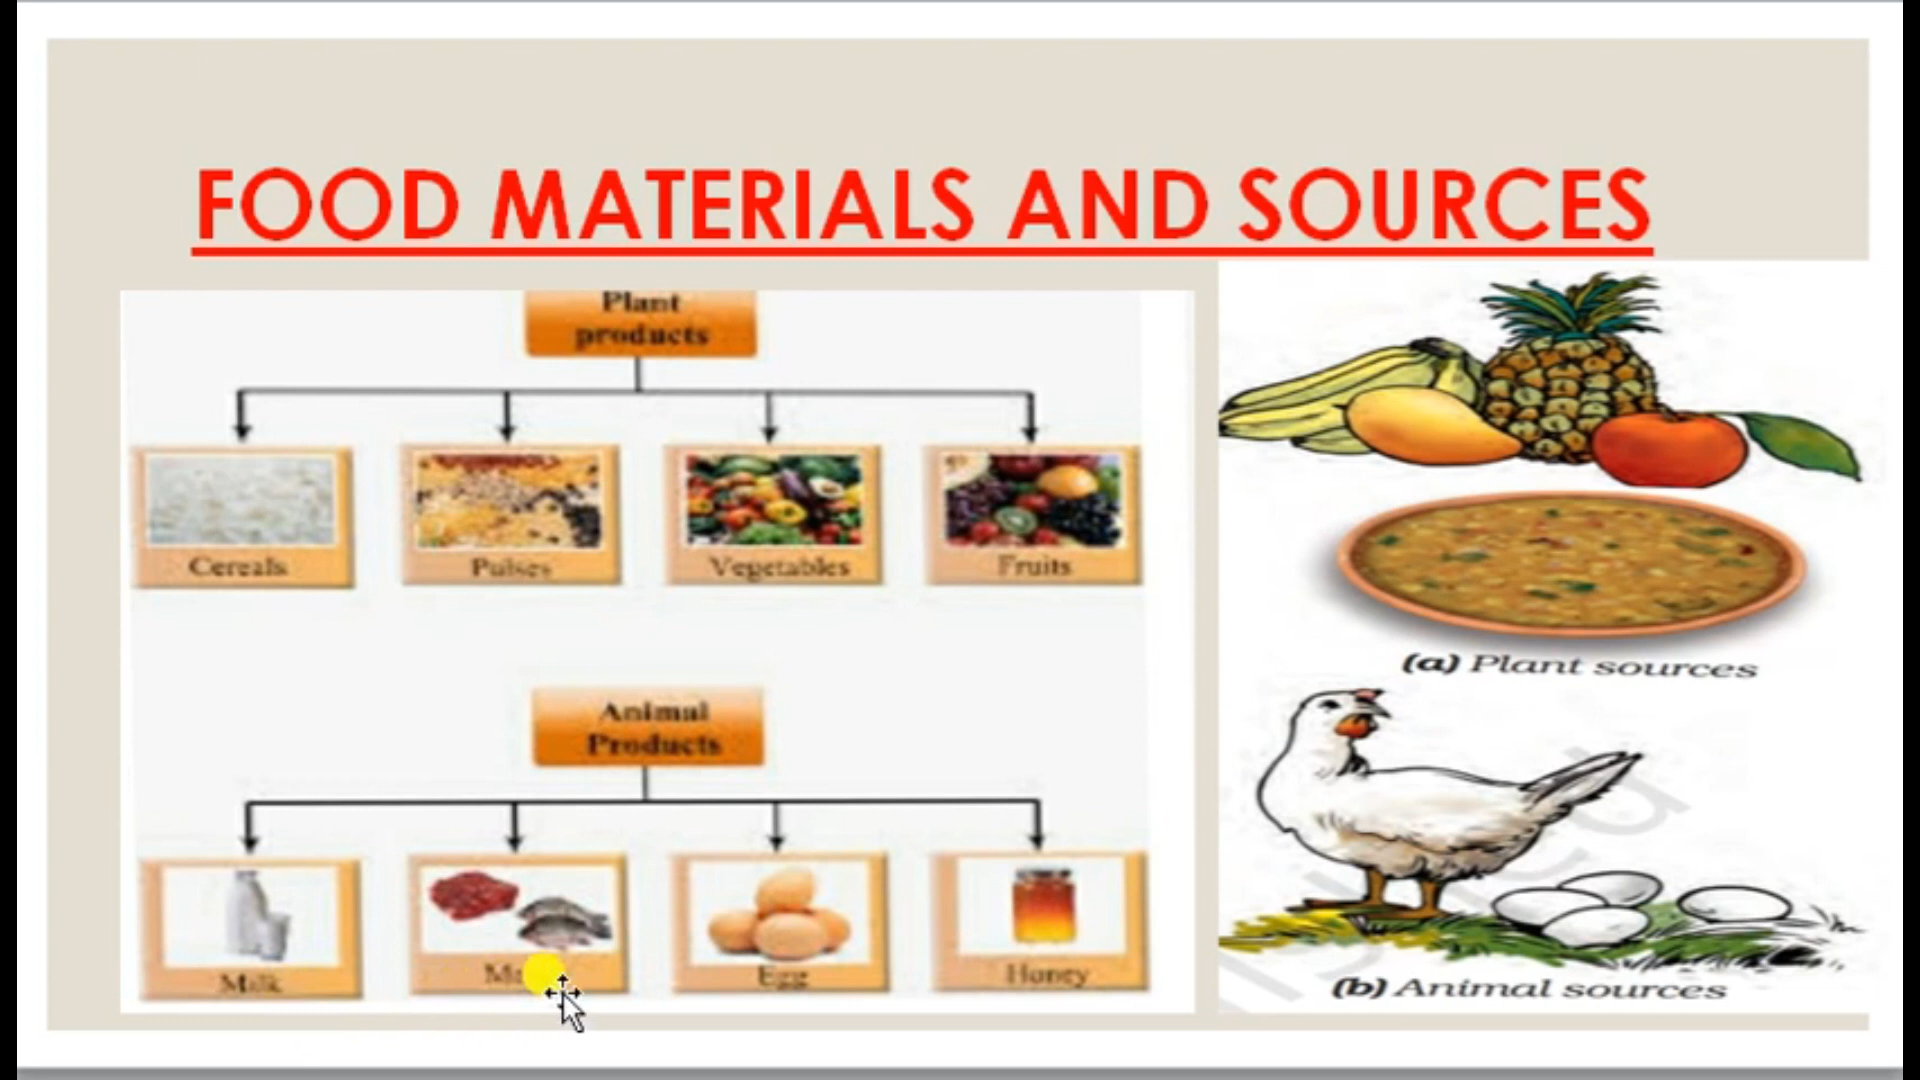 FOOD MATERIALS AND SOURCES
Plant
products
Cereals
Pulses
Vegetables
Fruits
(a) Plant sources
Animal
Products
Milk
Egg
Honey
(b) Animal sources